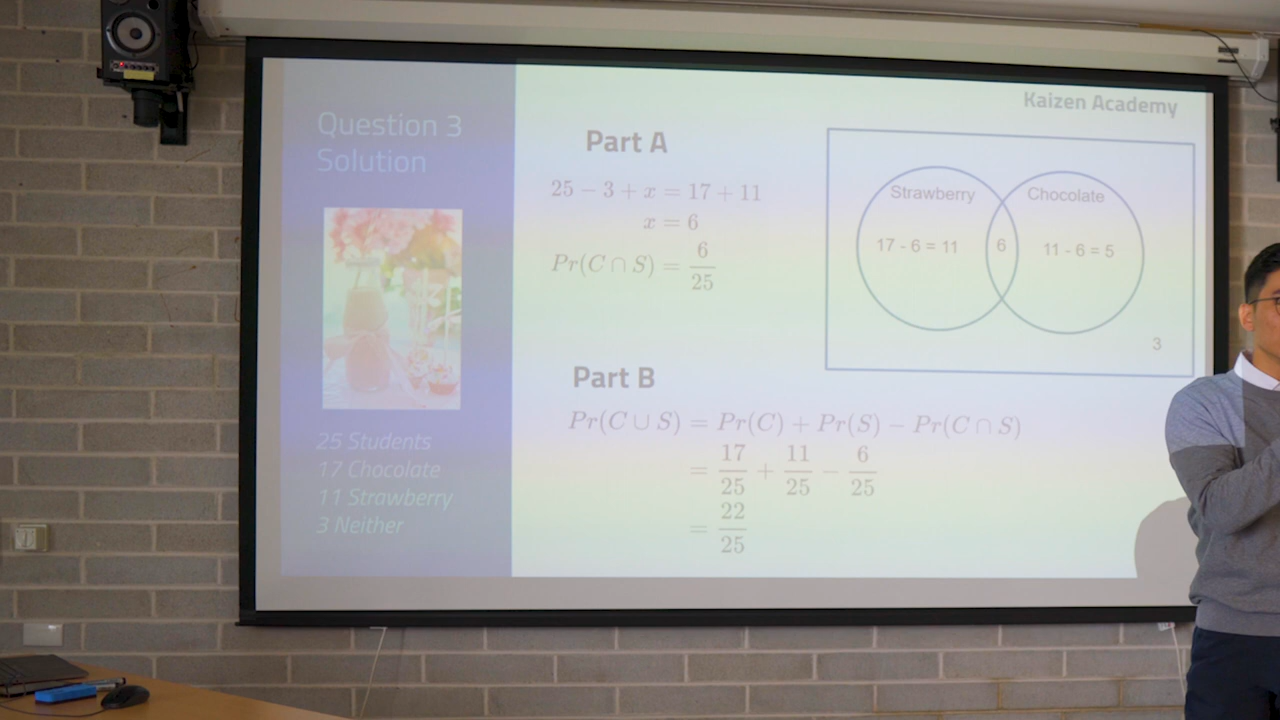 Kaizen Academy
Question 3
Solution
25 Students
17 Chocolate
11 Strawberry
3 Neither
Part A
25 − 3 + x = 17 + 11
x = 6
Pr(C ∩ S) = 6/25
Strawberry Chocolate
17 - 6 = 11 6 11 - 6 = 5
3
Part B
Pr(C ∪ S) = Pr(C) + Pr(S) − Pr(C ∩ S)
= 17/25 + 11/25 − 6/25
= 22/25